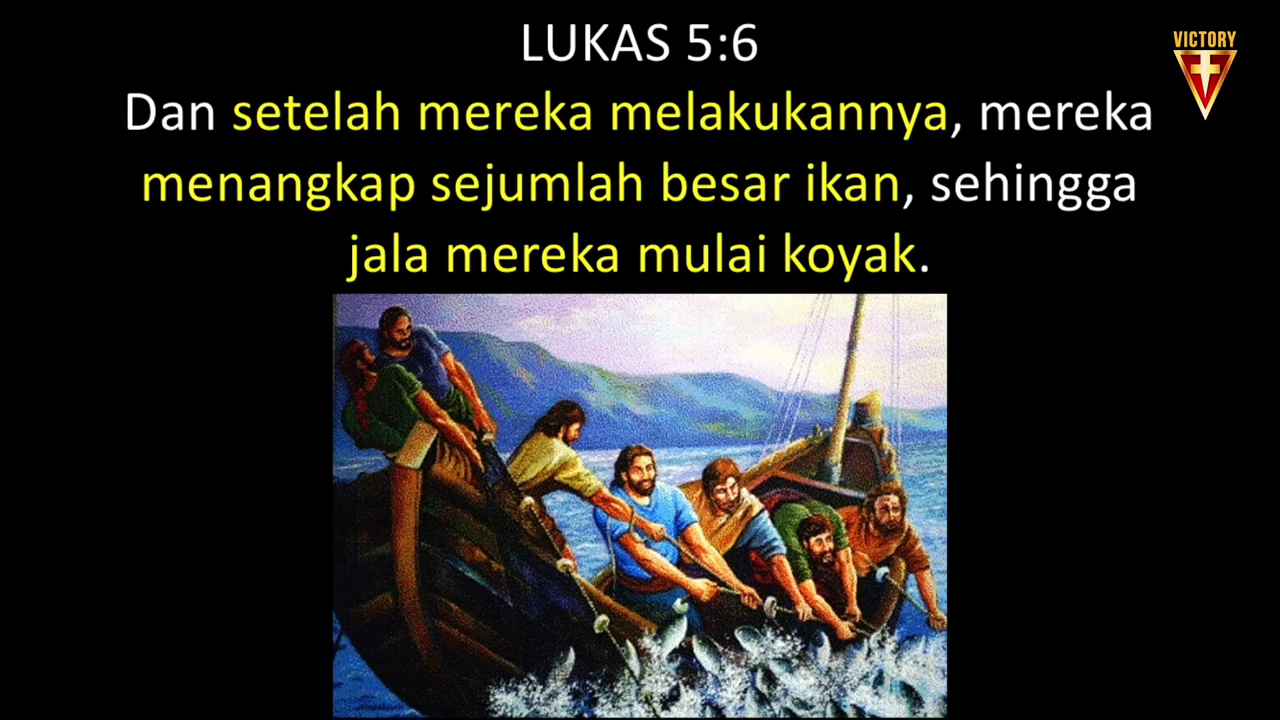 LUKAS 5:6
VICTORY
Dan setelah mereka melakukannya, mereka
menangkap sejumlah besar ikan, sehingga
jala mereka mulai koyak.